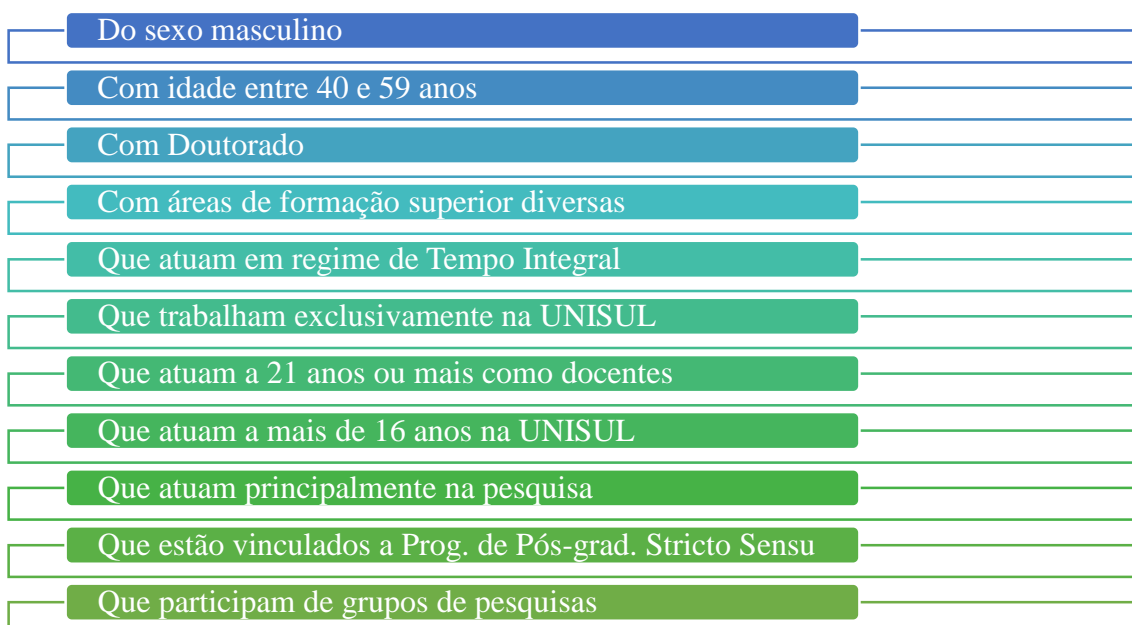 Do sexo masculino
Com idade entre 40 e 59 anos
Com Doutorado
Com áreas de formação superior diversas
Que atuam em regime de Tempo Integral
Que trabalham exclusivamente na UNISUL
Que atuam a 21 anos ou mais como docentes
Que atuam a mais de 16 anos na UNISUL
Que atuam principalmente na pesquisa
Que estão vinculados a Prog. de Pós-grad. Stricto Sensu
Que participam de grupos de pesquisas